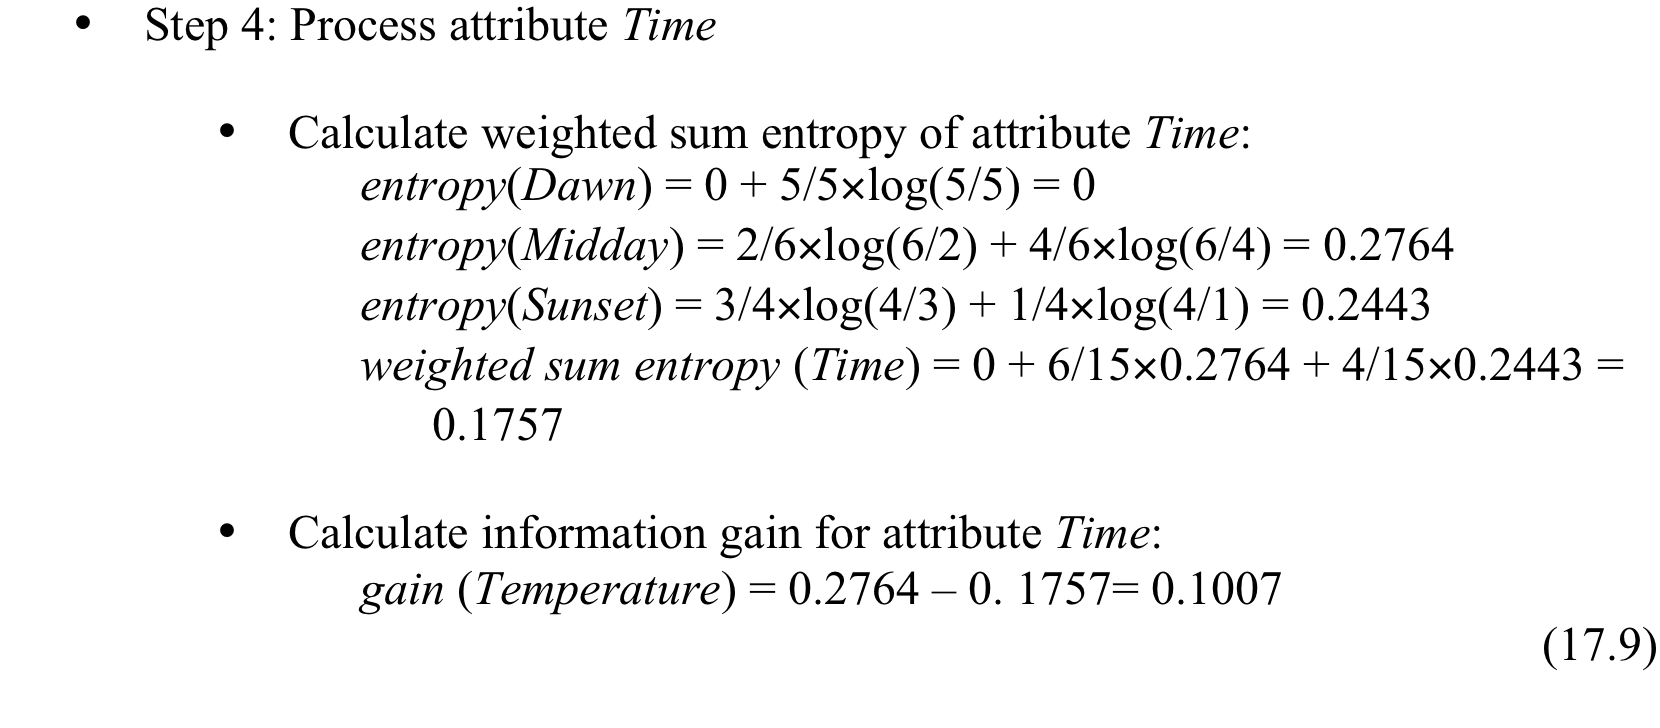 • Step 4: Process attribute Time
• Calculate weighted sum entropy of attribute Time:
entropy(Dawn) = 0 + 5/5×log(5/5) = 0
entropy(Midday) = 2/6×log(6/2) + 4/6×log(6/4) = 0.2764
entropy(Sunset) = 3/4×log(4/3) + 1/4×log(4/1) = 0.2443
weighted sum entropy (Time) = 0 + 6/15×0.2764 + 4/15×0.2443 =
0.1757
• Calculate information gain for attribute Time:
gain (Temperature) = 0.2764 – 0. 1757= 0.1007
(17.9)